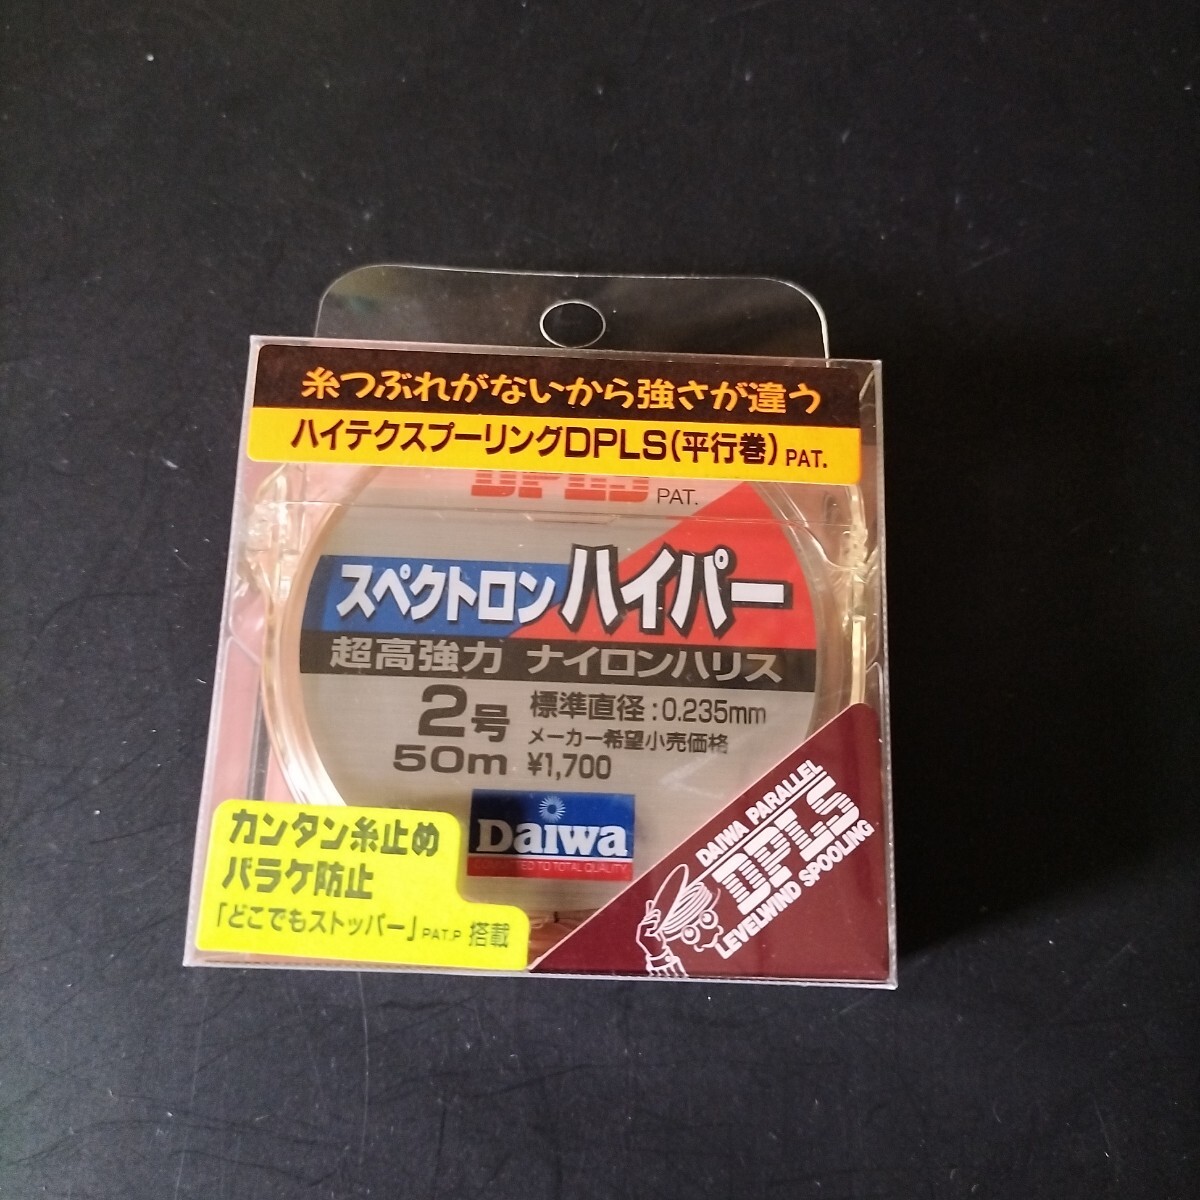 糸つぶれがないから強さが違う
ハイテクスプーリングDPLS(平行巻) PAT.
DPLS PAT.
スペクトロン ハイパー
超高強力 ナイロンハリス
2号 標準直径:0.235mm
50m メーカー希望小売価格
¥1,700
Daiwa
COMMITTED TO TOTAL QUALITY
カンタン糸止め
バラケ防止
「どこでもストッパー」PAT.P 搭載
DAIWA PARALLEL
DPLS
LEVELWIND SPOOLING